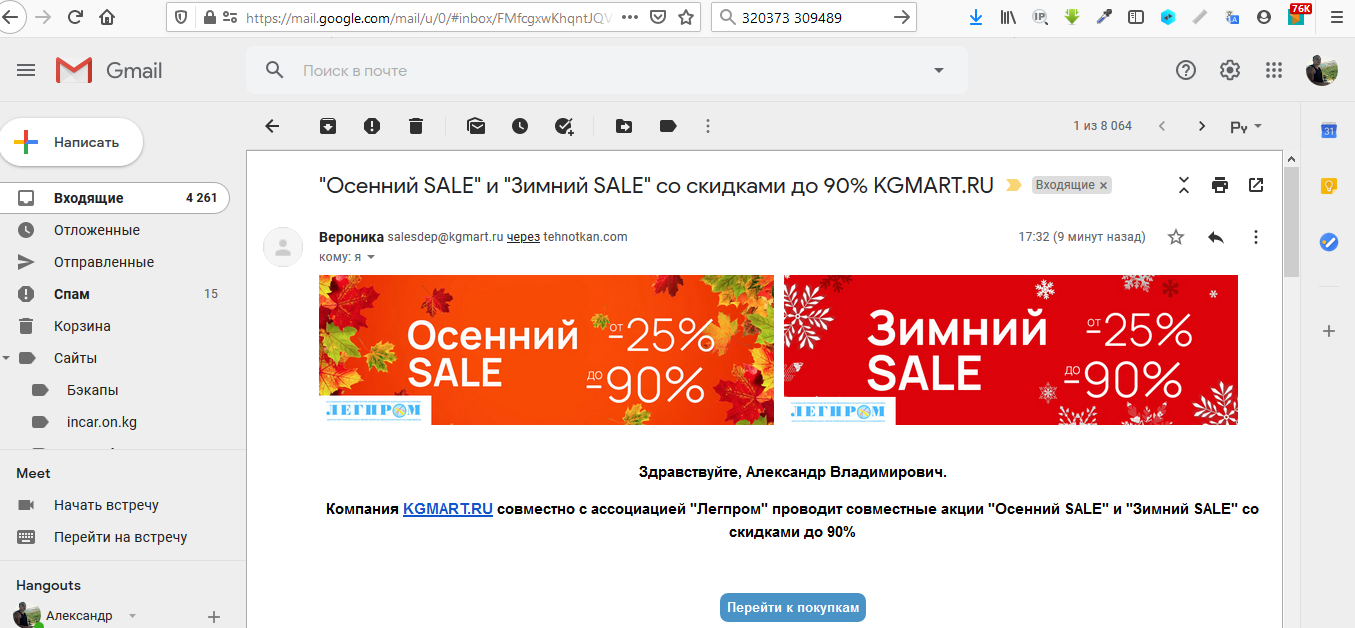 https://mail.google.com/mail/u/0/#inbox/FMfcgxwKhqntJQV
320373 309489
IP
76K
Gmail
Поиск в почте
Написать
1 из 8 064
Ру
31
Входящие 4 261
Отложенные
Отправленные
Спам 15
Корзина
Сайты
Бэкапы
incar.on.kg
Meet
Начать встречу
Перейти на встречу
Hangouts
Александр
"Осенний SALE" и "Зимний SALE" со скидками до 90% KGMART.RU
Входящие ×
Вероника salesdep@kgmart.ru через tehnotkan.com
17:32 (9 минут назад)
кому: я
Осенний
SALE
от -25%
до -90%
ЛЕГПРОМ
Зимний
SALE
от -25%
до -90%
ЛЕГПРОМ
Здравствуйте, Александр Владимирович.
Компания KGMART.RU совместно с ассоциацией "Легпром" проводит совместные акции "Осенний SALE" и "Зимний SALE" со
скидками до 90%
Перейти к покупкам